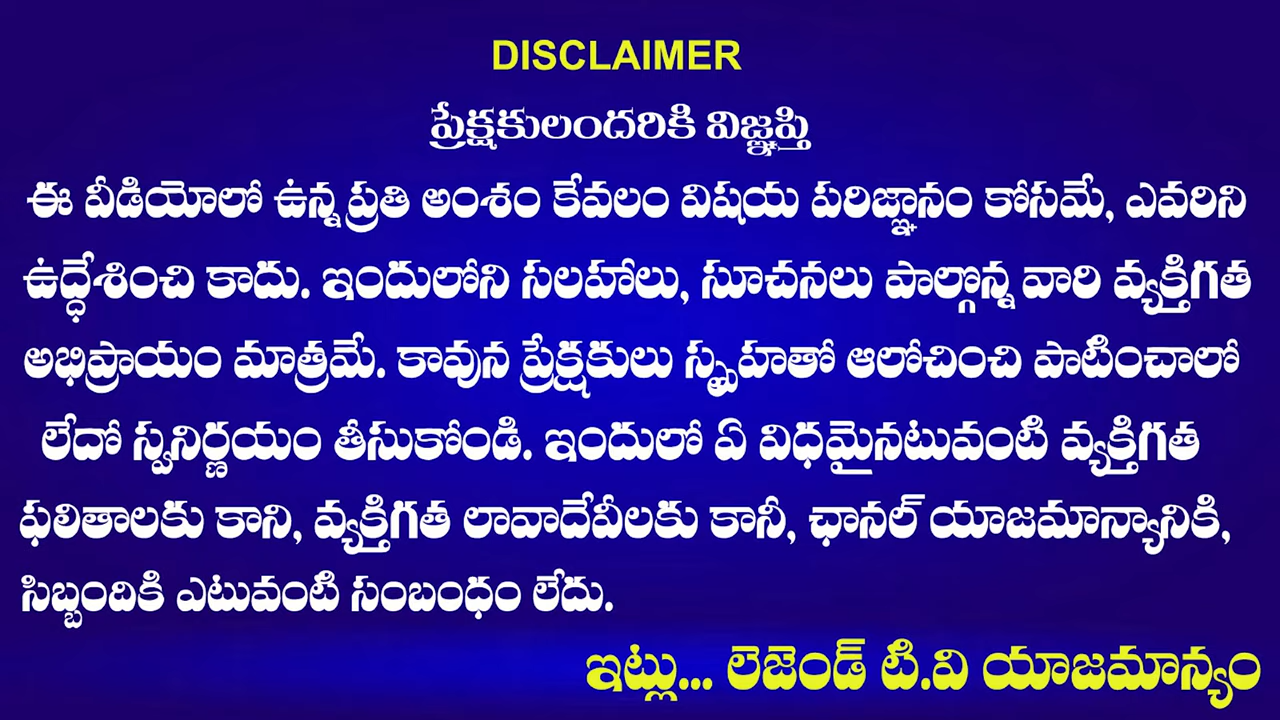 DISCLAIMER
ప్రేక్షకులందరికి విజ్ఞప్తి
ఈ వీడియోలో ఉన్న ప్రతి అంశం కేవలం విషయ పరిజ్ఞానం కోసమే, ఎవరిని
ఉద్ధేశించి కాదు. ఇందులోని సలహాలు, సూచనలు పాల్గొన్న వారి వ్యక్తిగత
అభిప్రాయం మాత్రమే. కావున ప్రేక్షకులు స్పృహతో ఆలోచించి పాటించాలో
లేదో స్వనిర్ణయం తీసుకోండి. ఇందులో ఏ విధమైనటువంటి వ్యక్తిగత
ఫలితాలకు కాని, వ్యక్తిగత లావాదేవీలకు కానీ, ఛానల్ యాజమాన్యానికి,
సిబ్బందికి ఎటువంటి సంబంధం లేదు.
ఇట్లు... లెజెండ్ టి.వి యాజమాన్యం